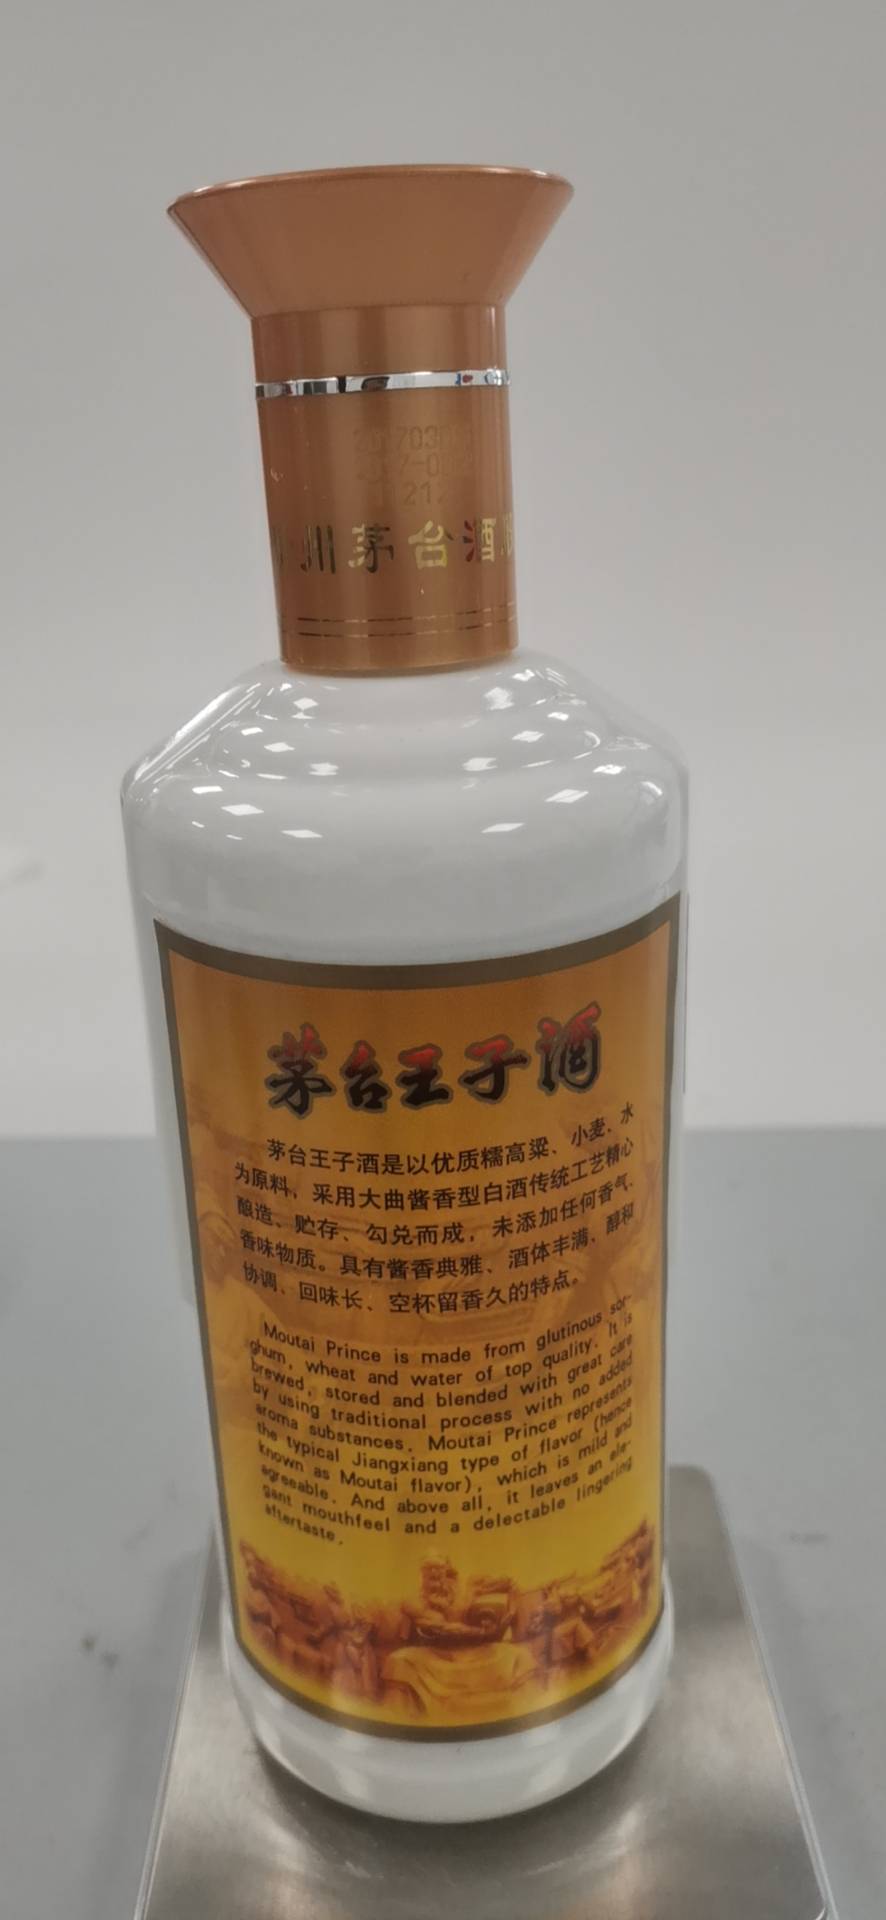 州茅台酒
茅台王子酒
茅台王子酒是以优质糯高粱、小麦、水
为原料，采用大曲酱香型白酒传统工艺精心
酿造、贮存、勾兑而成，未添加任何香气、
香味物质。具有酱香典雅、酒体丰满、醇和
协调、回味长、空杯留香久的特点。
Moutai Prince is made from glutinous sor-
ghum, wheat and water of top quality. It is
brewed, stored and blended with great care
by using traditional process with no added
aroma substances. Moutai Prince represents
the typical Jiangxiang type of flavor (hence
known as Moutai flavor), which is mild and
agreeable. And above all, it leaves an ele-
gant mouthfeel and a delectable lingering
aftertaste.